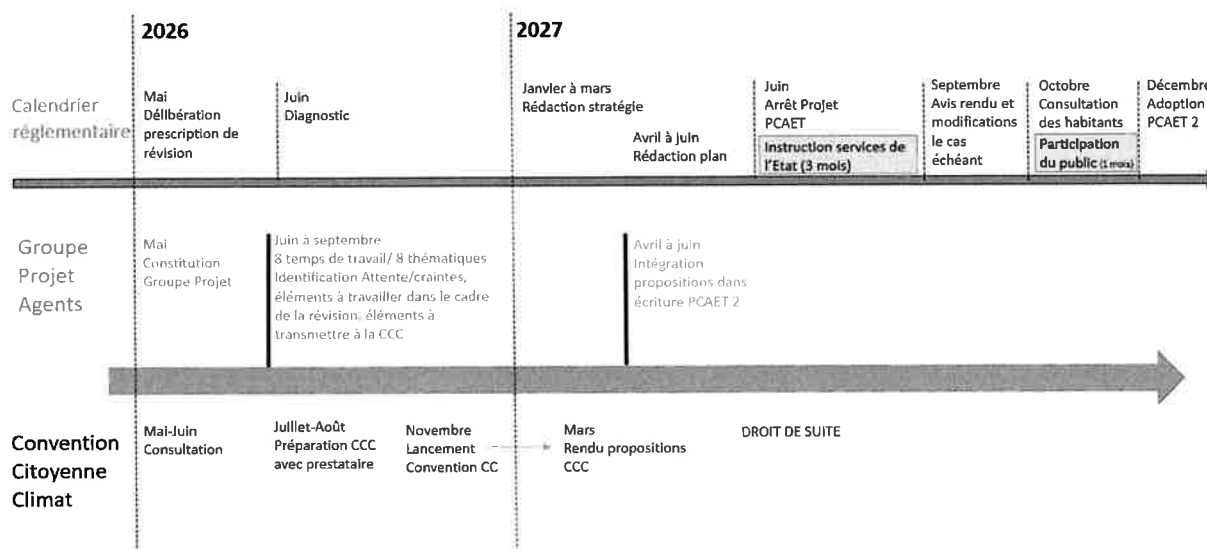 2026
2027
Calendrier
réglementaire
Mai
Délibération
prescription de
révision
Juin
Diagnostic
Janvier à mars
Rédaction stratégie
Avril à juin
Rédaction plan
Juin
Arrêt Projet
PCAET
Instruction services de
l'Etat (3 mois)
Septembre
Avis rendu et
modifications
le cas
échéant
Octobre
Consultation
des habitants
Participation
du public (1 mois)
Décembre
Adoption
PCAET 2
Groupe
Projet
Agents
Mai
Constitution
Groupe Projet
Juin à septembre
8 temps de travail/ 8 thématiques
Identification Attente/craintes,
éléments à travailler dans le cadre
de la révision, éléments à
transmettre à la CCC
Avril à juin
Intégration
propositions dans
écriture PCAET 2
Convention
Citoyenne
Climat
Mai-Juin
Consultation
Juillet-Août
Préparation CCC
avec prestataire
Novembre
Lancement
Convention CC
Mars
Rendu propositions
CCC
DROIT DE SUITE